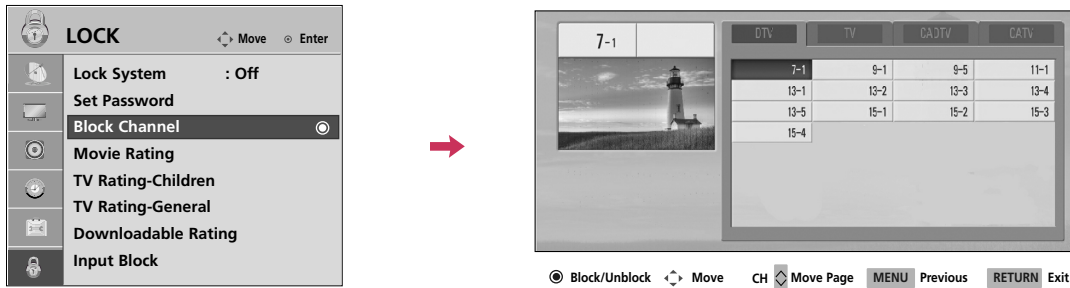 LOCK Move Enter
Lock System : Off
Set Password
Block Channel
Movie Rating
TV Rating-Children
TV Rating-General
Downloadable Rating
Input Block
7-1
DTV TV CADTV CATV
7-1 9-1 9-5 11-1
13-1 13-2 13-3 13-4
13-5 15-1 15-2 15-3
15-4
Block/Unblock Move CH Move Page MENU Previous RETURN Exit